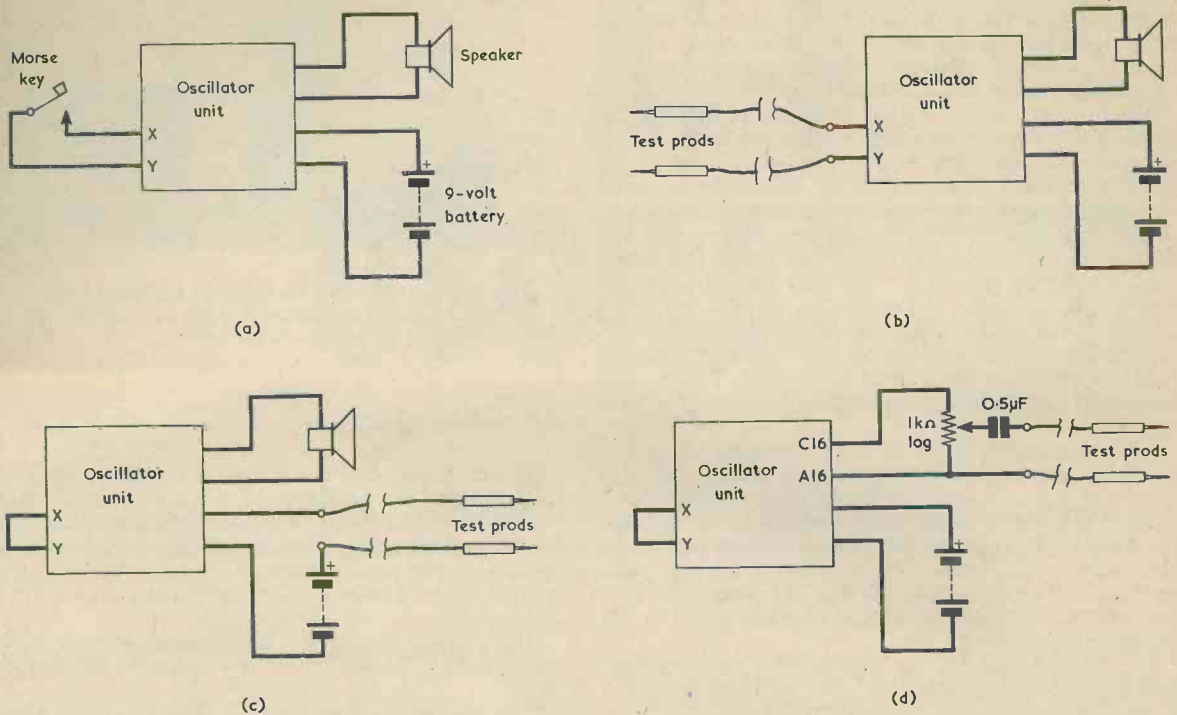 Morse
key
Oscillator
unit
X
Y
Speaker
+
9-volt
battery
(a)
Test prods
Oscillator
unit
X
Y
+
(b)
Oscillator
unit
X
Y
Test prods
+
(c)
Oscillator
unit
X
Y
C16
A16
1kΩ
log
0·5µF
Test prods
+
(d)